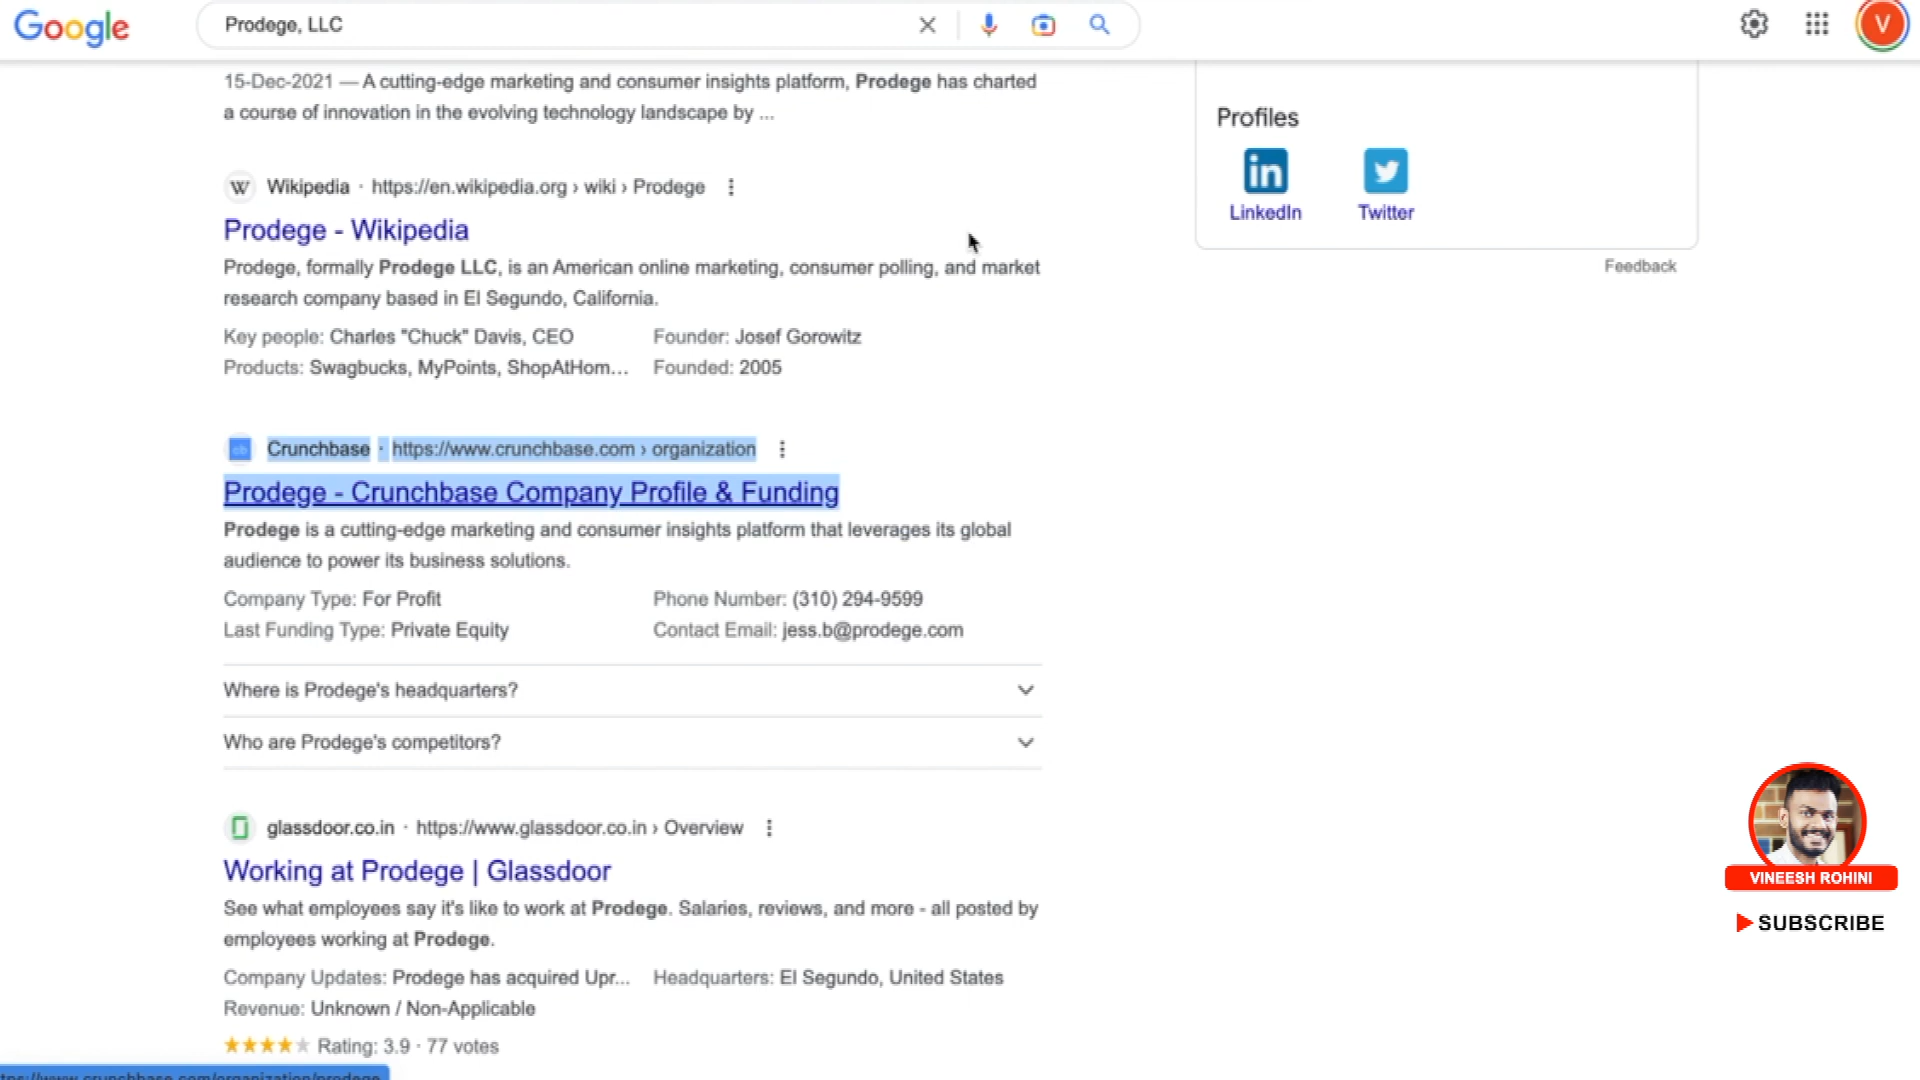 Google
Prodege, LLC
V
15-Dec-2021 — A cutting-edge marketing and consumer insights platform, Prodege has charted
a course of innovation in the evolving technology landscape by ...
W Wikipedia · https://en.wikipedia.org › wiki › Prodege
Prodege - Wikipedia
Prodege, formally Prodege LLC, is an American online marketing, consumer polling, and market
research company based in El Segundo, California.
Key people: Charles "Chuck" Davis, CEO Founder: Josef Gorowitz
Products: Swagbucks, MyPoints, ShopAtHom... Founded: 2005
cb Crunchbase · https://www.crunchbase.com › organization
Prodege - Crunchbase Company Profile & Funding
Prodege is a cutting-edge marketing and consumer insights platform that leverages its global
audience to power its business solutions.
Company Type: For Profit Phone Number: (310) 294-9599
Last Funding Type: Private Equity Contact Email: jess.b@prodege.com
Where is Prodege's headquarters?
Who are Prodege's competitors?
glassdoor.co.in · https://www.glassdoor.co.in › Overview
Working at Prodege | Glassdoor
See what employees say it's like to work at Prodege. Salaries, reviews, and more - all posted by
employees working at Prodege.
Company Updates: Prodege has acquired Upr... Headquarters: El Segundo, United States
Revenue: Unknown / Non-Applicable
Rating: 3.9 · 77 votes
tps://www.crunchbase.com/organization/prodege
Profiles
in
LinkedIn Twitter
Feedback
VINEESH ROHINI
SUBSCRIBE